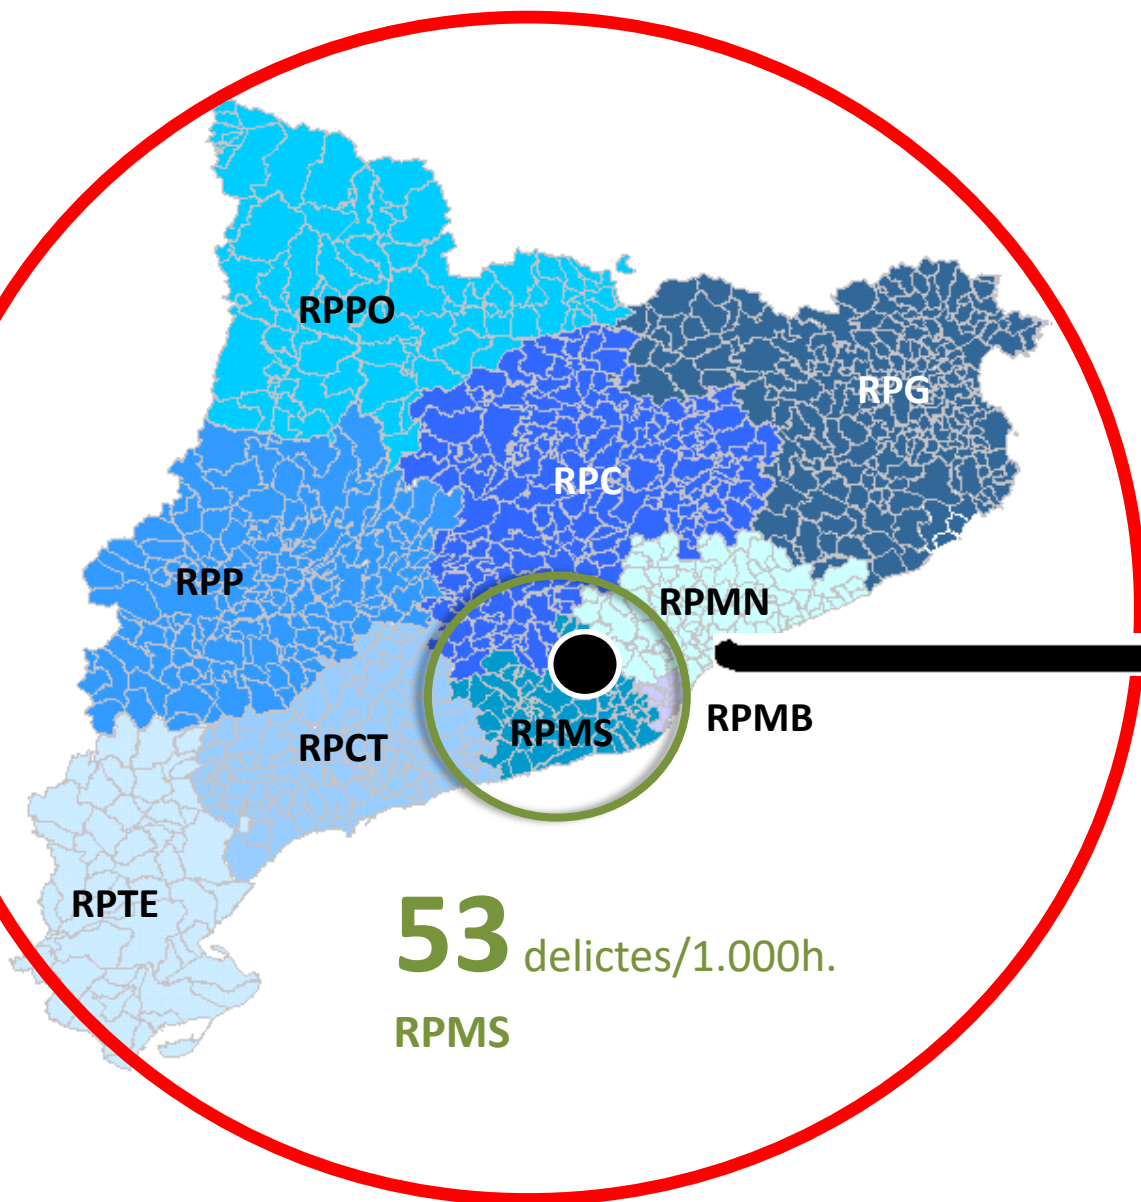 RPPO
RPG
RPC
RPP
RPMN
RPMS
RPMB
RPCT
RPTE
53 delictes/1.000h.
RPMS